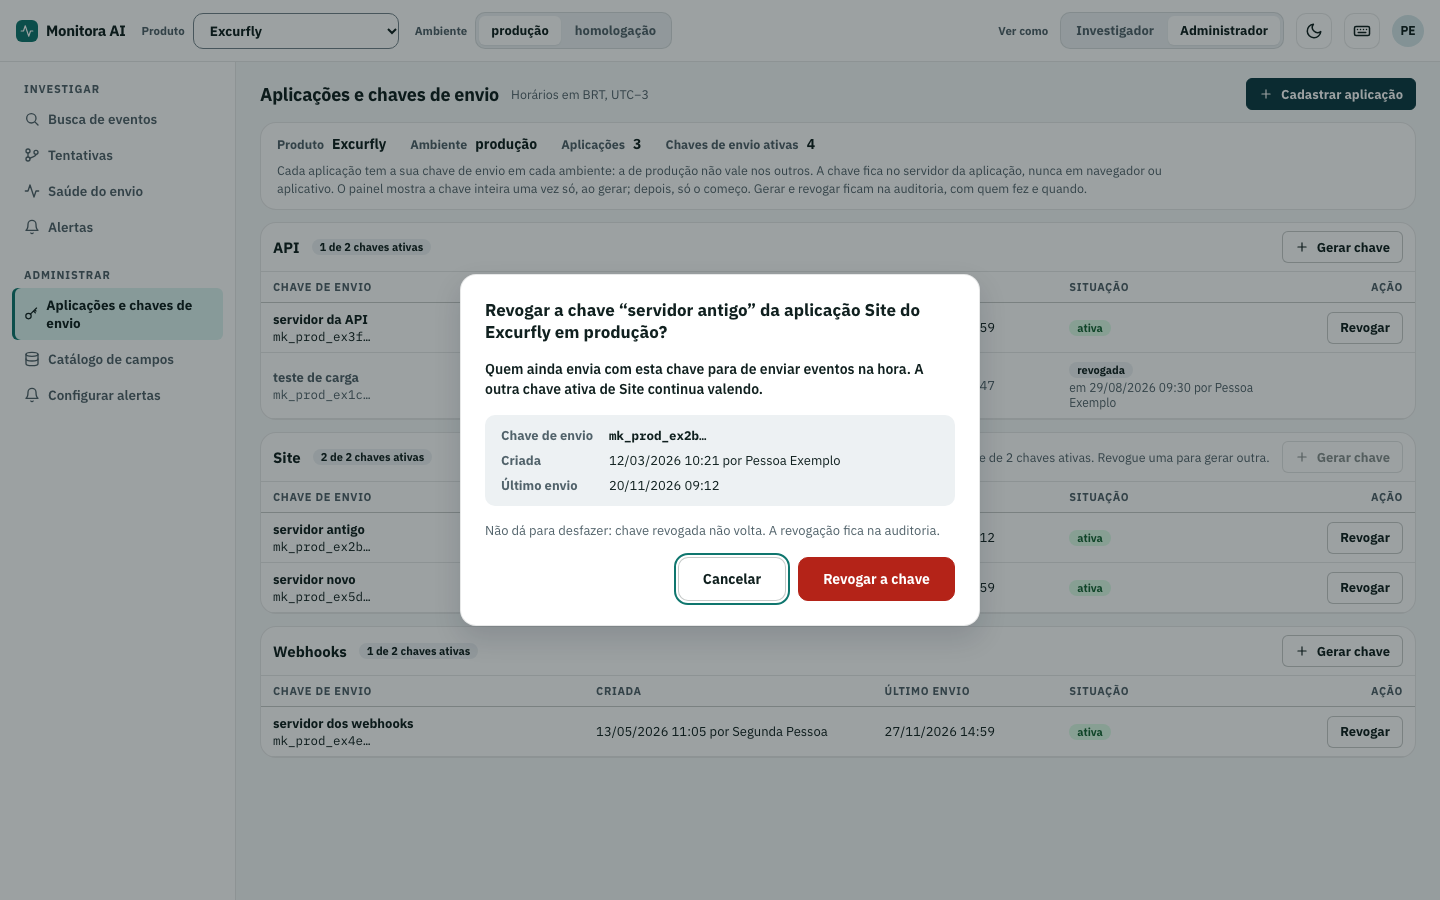 Monitora AI
Produto
Excurfly
Ambiente
produção
homologação
Ver como
Investigador
Administrador
PE
INVESTIGAR
Busca de eventos
Tentativas
Saúde do envio
Alertas
ADMINISTRAR
Aplicações e chaves de
envio
Catálogo de campos
Configurar alertas
Aplicações e chaves de envio
Horários em BRT, UTC−3
Cadastrar aplicação
Produto Excurfly Ambiente produção Aplicações 3 Chaves de envio ativas 4
Cada aplicação tem a sua chave de envio em cada ambiente: a de produção não vale nos outros. A chave fica no servidor da aplicação, nunca em navegador ou
aplicativo. O painel mostra a chave inteira uma vez só, ao gerar; depois, só o começo. Gerar e revogar ficam na auditoria, com quem fez e quando.
API
1 de 2 chaves ativas
Gerar chave
CHAVE DE ENVIO
SITUAÇÃO
AÇÃO
servidor da API
mk_prod_ex3f…
59
ativa
Revogar
teste de carga
mk_prod_ex1c…
47
revogada
em 29/08/2026 09:30 por Pessoa
Exemplo
Site
2 de 2 chaves ativas
e de 2 chaves ativas. Revogue uma para gerar outra.
Gerar chave
CHAVE DE ENVIO
SITUAÇÃO
AÇÃO
servidor antigo
mk_prod_ex2b…
12
ativa
Revogar
servidor novo
mk_prod_ex5d…
59
ativa
Revogar
Webhooks
1 de 2 chaves ativas
Gerar chave
CHAVE DE ENVIO
CRIADA
ÚLTIMO ENVIO
SITUAÇÃO
AÇÃO
servidor dos webhooks
mk_prod_ex4e…
13/05/2026 11:05 por Segunda Pessoa
27/11/2026 14:59
ativa
Revogar
Revogar a chave “servidor antigo” da aplicação Site do
Excurfly em produção?
Quem ainda envia com esta chave para de enviar eventos na hora. A
outra chave ativa de Site continua valendo.
Chave de envio mk_prod_ex2b…
Criada 12/03/2026 10:21 por Pessoa Exemplo
Último envio 20/11/2026 09:12
Não dá para desfazer: chave revogada não volta. A revogação fica na auditoria.
Cancelar
Revogar a chave